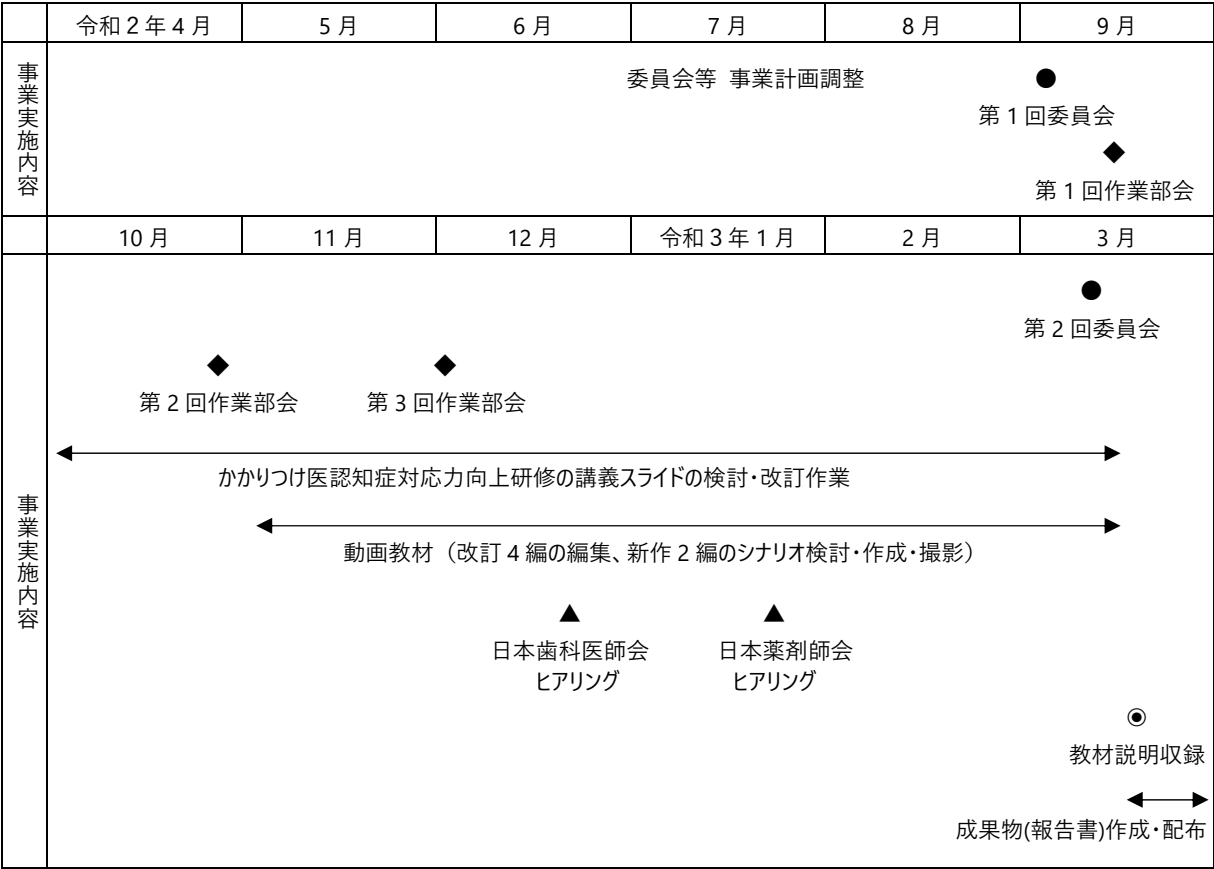 令和２年 4 月
5 月
6 月
7 月
8 月
9 月
事業実施内容
委員会等 事業計画調整
●
第 1 回委員会
◆
第 1 回作業部会
10 月
11 月
12 月
令和３年 1 月
2 月
3 月
事業実施内容
●
第 2 回委員会
◆
◆
第 2 回作業部会
第 3 回作業部会
かかりつけ医認知症対応力向上研修の講義スライドの検討・改訂作業
動画教材（改訂 4 編の編集、新作 2 編のシナリオ検討・作成・撮影）
▲
▲
日本歯科医師会
ヒアリング
日本薬剤師会
ヒアリング
◉
教材説明収録
成果物(報告書)作成・配布